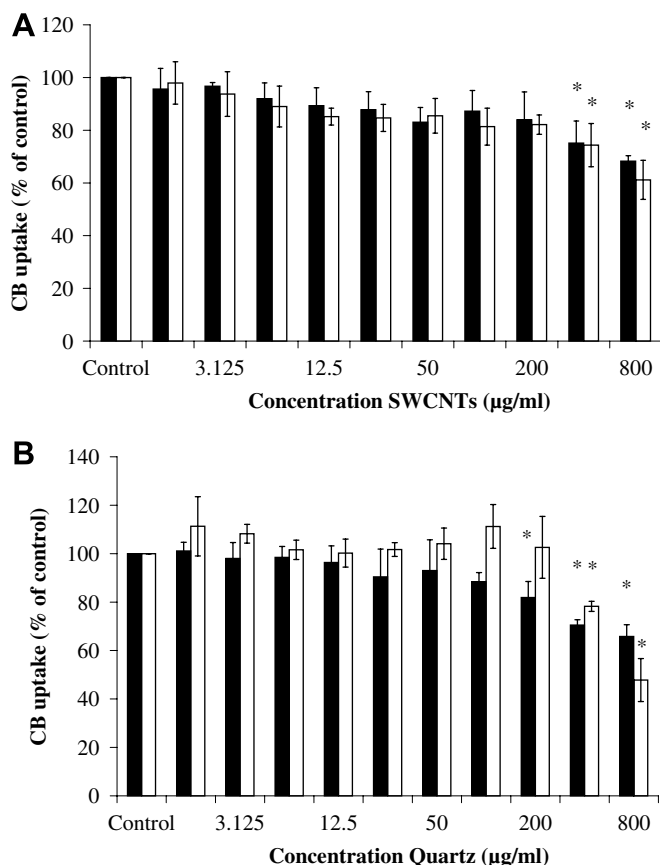 A
120
100
80
60
40
20
0
CB uptake (% of control)
* * * *
Control 3.125 12.5 50 200 800
Concentration SWCNTs (µg/ml)
B
140
120
100
80
60
40
20
0
CB uptake (% of control)
* * * * *
Control 3.125 12.5 50 200 800
Concentration Quartz (µg/ml)